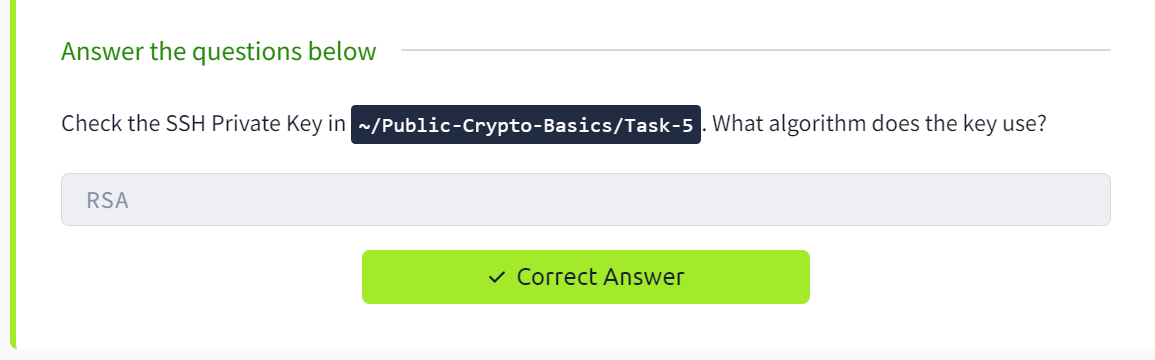 Answer the questions below
Check the SSH Private Key in ~/Public-Crypto-Basics/Task-5. What algorithm does the key use?
RSA
✓ Correct Answer